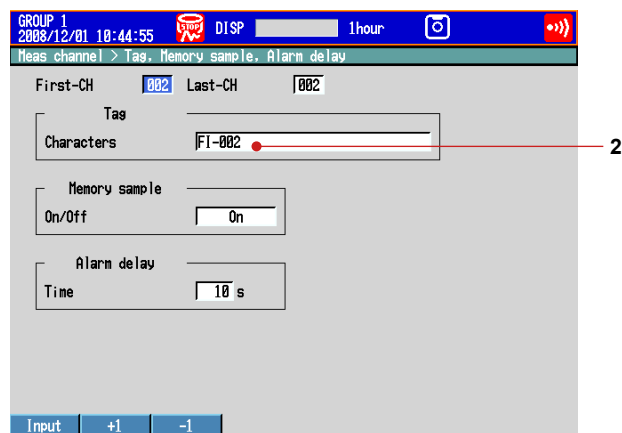 GROUP 1
2008/12/01 10:44:55 STOP DISP 1hour
Meas channel > Tag, Memory sample, Alarm delay
First-CH 002 Last-CH 002
Tag
Characters FI-002
2
Memory sample
On/Off On
Alarm delay
Time 10 s
Input +1 -1